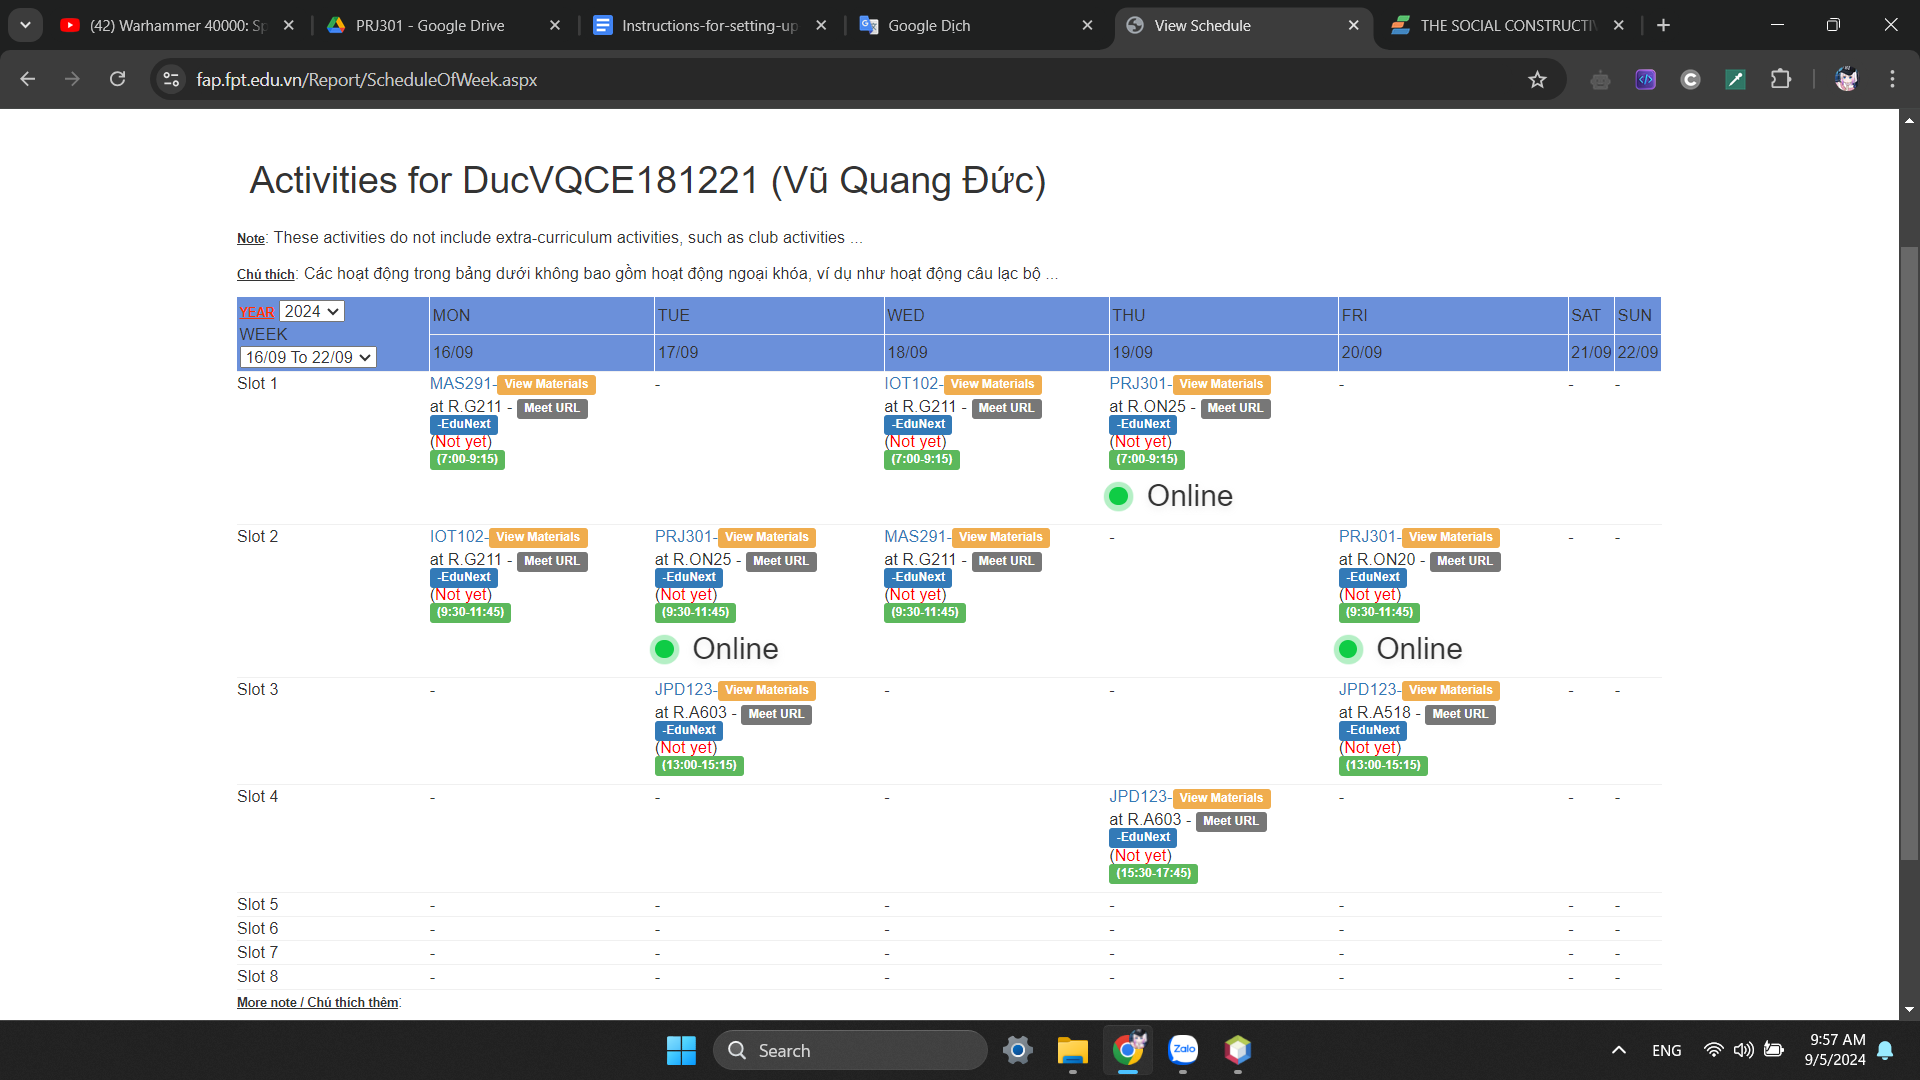 (42) Warhammer 40000: Sp
PRJ301 - Google Drive
Instructions-for-setting-up
Google Dịch
View Schedule
THE SOCIAL CONSTRUCTIV
fap.fpt.edu.vn/Report/ScheduleOfWeek.aspx
Activities for DucVQCE181221 (Vũ Quang Đức)
Note: These activities do not include extra-curriculum activities, such as club activities ...
Chú thích: Các hoạt động trong bảng dưới không bao gồm hoạt động ngoại khóa, ví dụ như hoạt động câu lạc bộ ...
YEAR 2024 MON TUE WED THU FRI SAT SUN
WEEK
16/09 To 22/09 16/09 17/09 18/09 19/09 20/09 21/09 22/09
Slot 1 MAS291-View Materials - IOT102-View Materials PRJ301-View Materials - - -
at R.G211 - Meet URL at R.G211 - Meet URL at R.ON25 - Meet URL
-EduNext -EduNext -EduNext
(Not yet) (Not yet) (Not yet)
(7:00-9:15) (7:00-9:15) (7:00-9:15)
Online
Slot 2 IOT102-View Materials PRJ301-View Materials MAS291-View Materials - PRJ301-View Materials - -
at R.G211 - Meet URL at R.ON25 - Meet URL at R.G211 - Meet URL at R.ON20 - Meet URL
-EduNext -EduNext -EduNext -EduNext
(Not yet) (Not yet) (Not yet) (Not yet)
(9:30-11:45) (9:30-11:45) (9:30-11:45) (9:30-11:45)
Online Online
Slot 3 - JPD123-View Materials - - JPD123-View Materials - -
at R.A603 - Meet URL at R.A518 - Meet URL
-EduNext -EduNext
(Not yet) (Not yet)
(13:00-15:15) (13:00-15:15)
Slot 4 - - - JPD123-View Materials - - -
at R.A603 - Meet URL
-EduNext
(Not yet)
(15:30-17:45)
Slot 5 - - - - - - -
Slot 6 - - - - - - -
Slot 7 - - - - - - -
Slot 8 - - - - - - -
More note / Chú thích thêm:
Search
Zalo
ENG
9:57 AM
9/5/2024